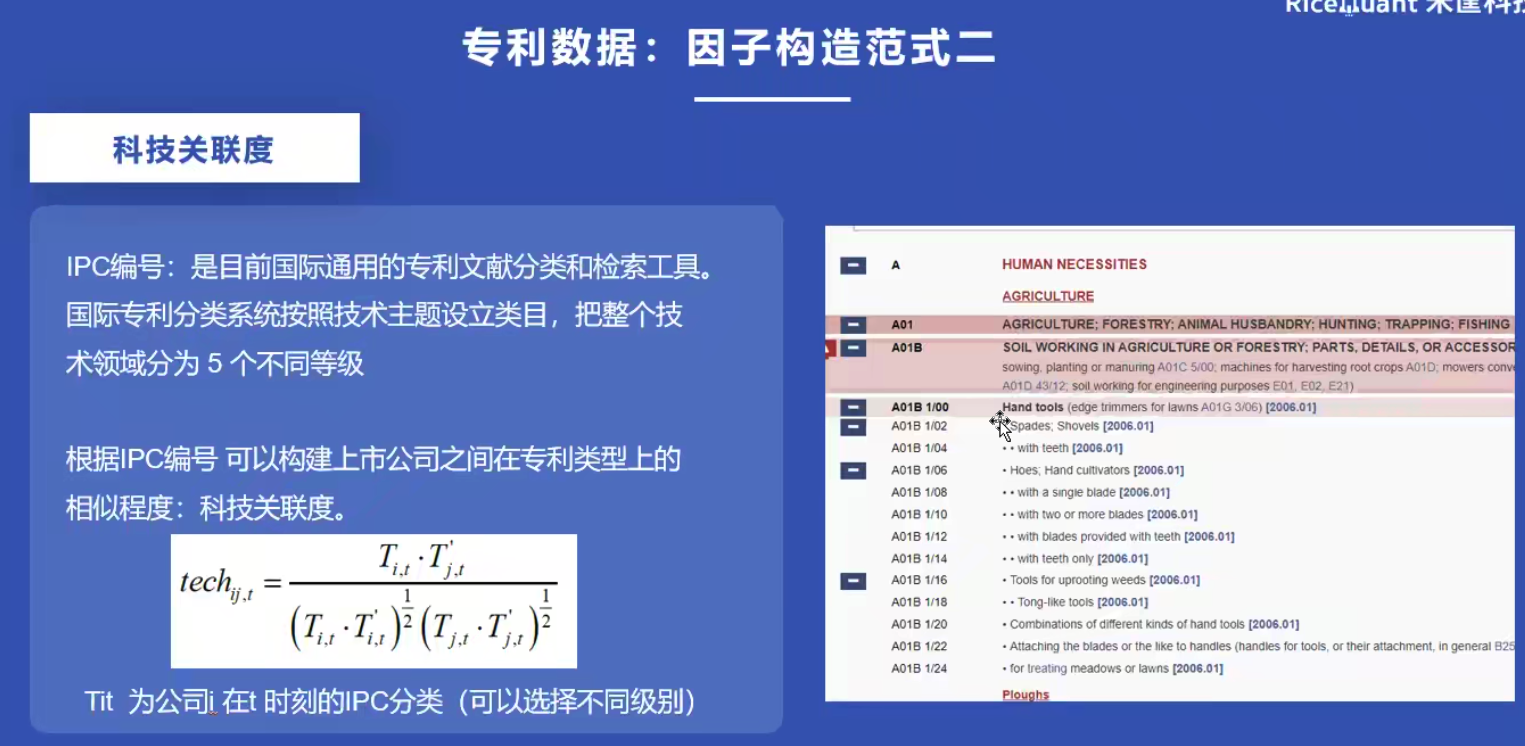 RiceQuant 米筐科技
专利数据：因子构造范式二
科技关联度
IPC编号：是目前国际通用的专利文献分类和检索工具。
国际专利分类系统按照技术主题设立类目，把整个技
术领域分为 5 个不同等级
根据IPC编号 可以构建上市公司之间在专利类型上的
相似程度：科技关联度。
tech_{ij,t} = \frac{T_{i,t} \cdot T'_{j,t}}{(T_{i,t} \cdot T'_{i,t})^{\frac{1}{2}} (T_{j,t} \cdot T'_{j,t})^{\frac{1}{2}}}
Tit 为公司i 在t 时刻的IPC分类（可以选择不同级别）
A HUMAN NECESSITIES
AGRICULTURE
A01 AGRICULTURE; FORESTRY; ANIMAL HUSBANDRY; HUNTING; TRAPPING; FISHING
A01B SOIL WORKING IN AGRICULTURE OR FORESTRY; PARTS, DETAILS, OR ACCESSOR
sowing, planting or manuring A01C 5/00; machines for harvesting root crops A01D; mowers conve
A01D 43/12; soil working for engineering purposes E01, E02, E21)
A01B 1/00 Hand tools (edge trimmers for lawns A01G 3/06) [2006.01]
A01B 1/02 • Spades; Shovels [2006.01]
A01B 1/04 • • with teeth [2006.01]
A01B 1/06 • Hoes; Hand cultivators [2006.01]
A01B 1/08 • • with a single blade [2006.01]
A01B 1/10 • • with two or more blades [2006.01]
A01B 1/12 • • with blades provided with teeth [2006.01]
A01B 1/14 • • with teeth only [2006.01]
A01B 1/16 • Tools for uprooting weeds [2006.01]
A01B 1/18 • • Tong-like tools [2006.01]
A01B 1/20 • Combinations of different kinds of hand tools [2006.01]
A01B 1/22 • Attaching the blades or the like to handles (handles for tools, or their attachment, in general B25
A01B 1/24 • for treating meadows or lawns [2006.01]
Ploughs